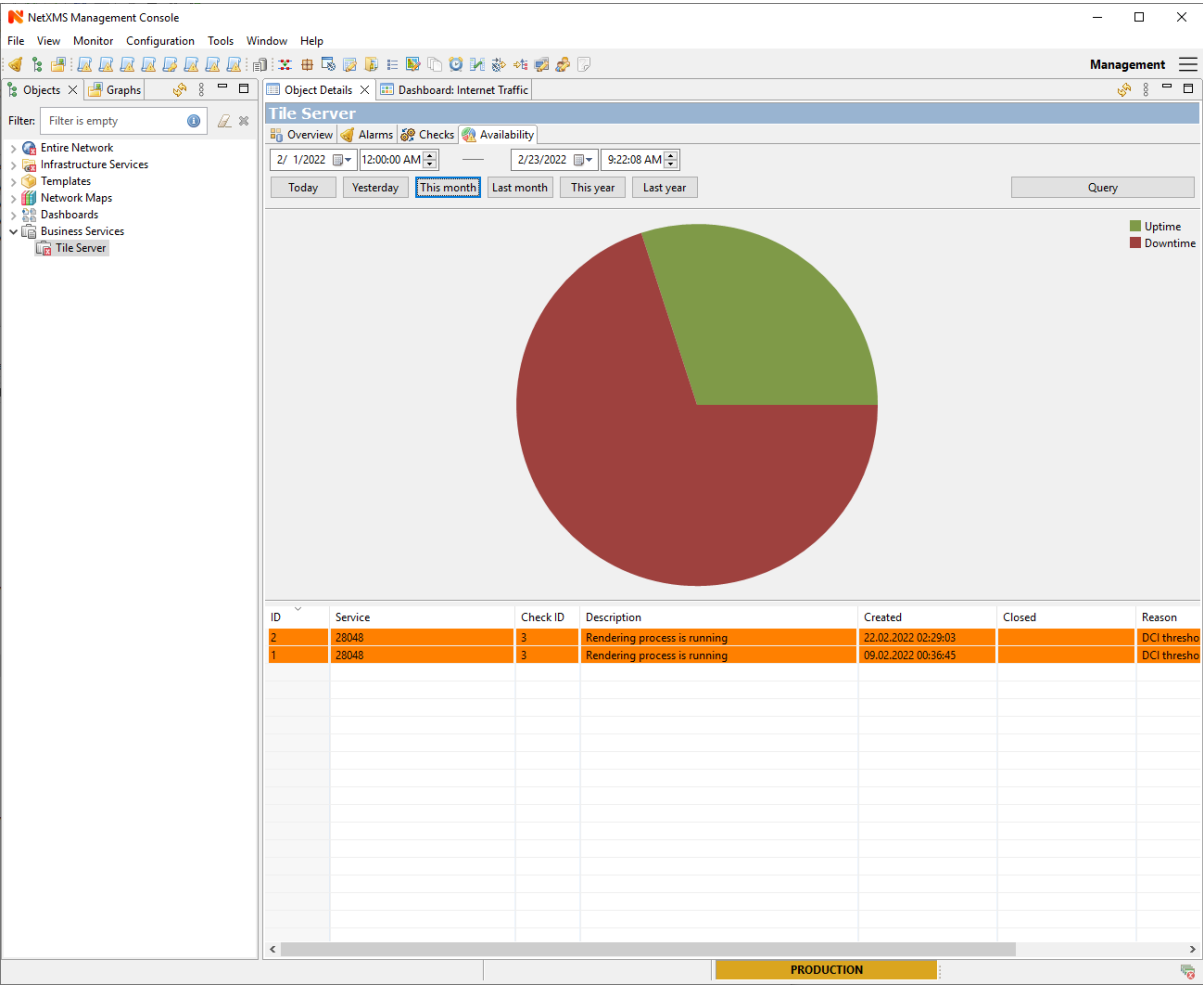 NetXMS Management Console
File View Monitor Configuration Tools Window Help
Management
Objects Graphs
Object Details Dashboard: Internet Traffic
Filter: Filter is empty
Entire Network
Infrastructure Services
Templates
Network Maps
Dashboards
Business Services
Tile Server
Tile Server
Overview Alarms Checks Availability
2/ 1/2022 12:00:00 AM 2/23/2022 9:22:08 AM
Today Yesterday This month Last month This year Last year Query
Uptime
Downtime
ID Service Check ID Description Created Closed Reason
2 28048 3 Rendering process is running 22.02.2022 02:29:03 DCI thresho
1 28048 3 Rendering process is running 09.02.2022 00:36:45 DCI thresho
PRODUCTION